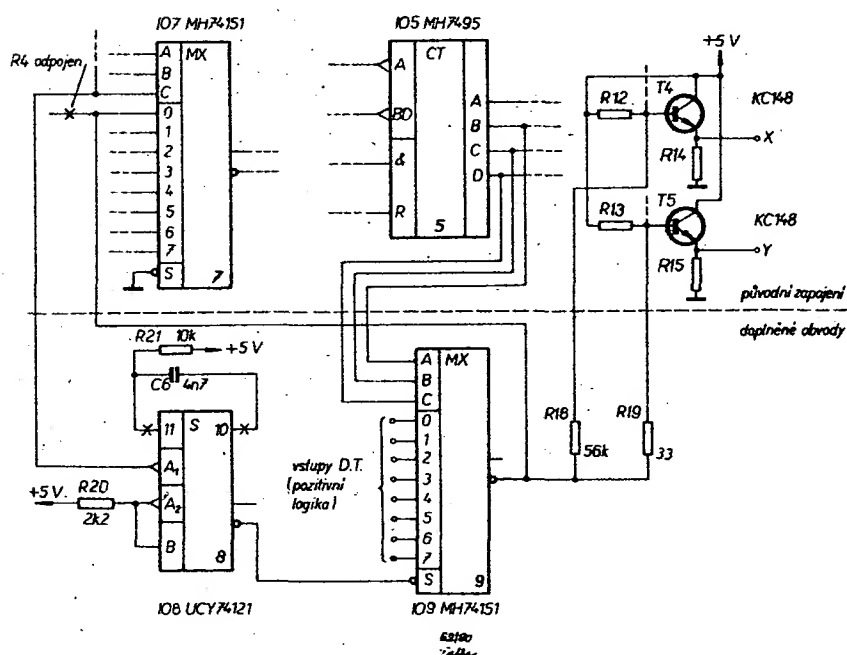 IO7 MH74151
IO5 MH7495
+5 V
R4 odpojen
A MX
B
C
0
1
2
3
4
5
6
7
S 7
A CT
BD
&
R
5
A
B
C
D
R12
T4
KC148
X
R14
R13
T5
KC148
Y
R15
původní zapojení
doplněné obvody
R21 10k
+5 V
C6 4n7
11 S 10
A1
+5 V. R20
2k2
A2
B
8
IO8 UCY74121
A MX
B
C
0
1
2
3
4
5
6
7
S 9
vstupy D.T.
(pozitivní
logika)
IO9 MH74151
R18
56k
R19
33